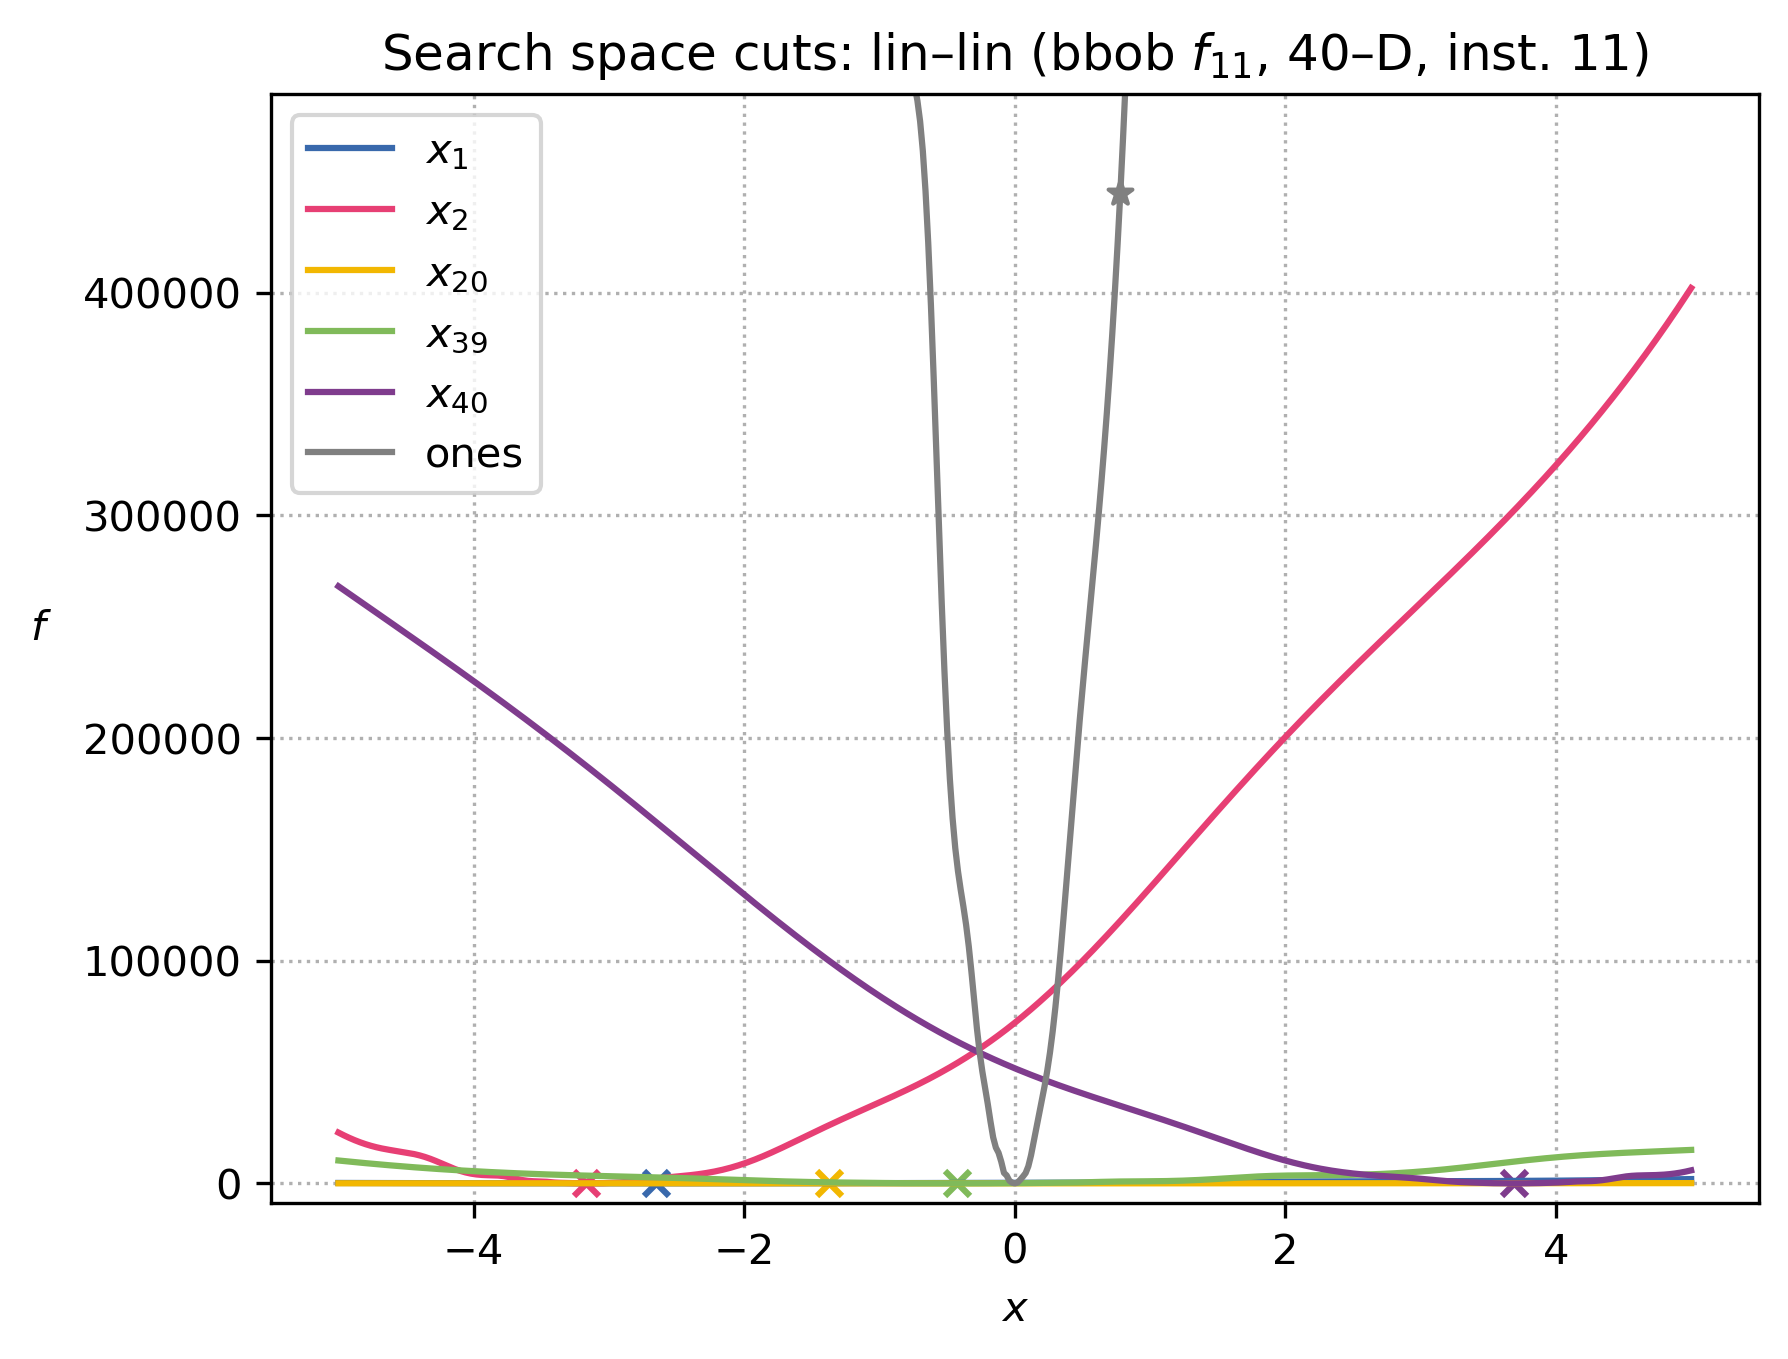 Search space cuts: lin–lin (bbob f₁₁, 40–D, inst. 11)
x₁
x₂
x₂₀
x₃₉
x₄₀
ones
400000
300000
200000
100000
0
f
−4 −2 0 2 4
x